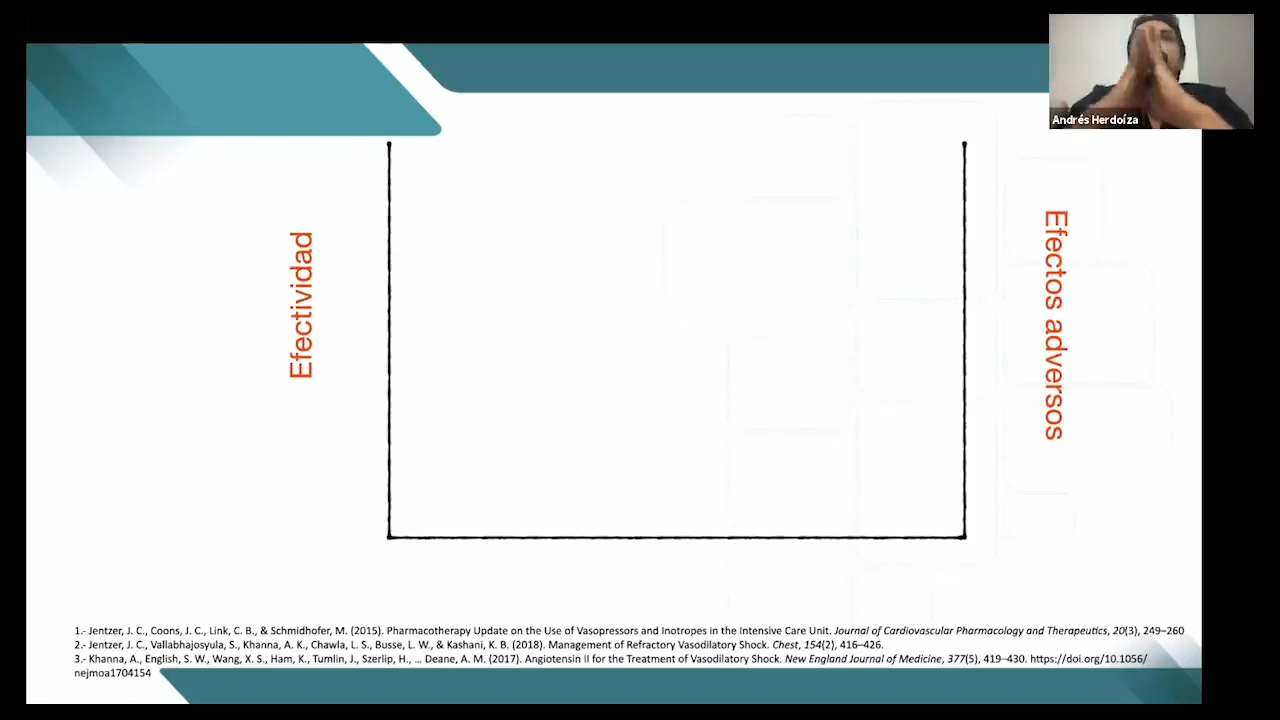 Andrés Herdoíza
Efectividad
Efectos adversos
1.- Jentzer, J. C., Coons, J. C., Link, C. B., & Schmidhofer, M. (2015). Pharmacotherapy Update on the Use of Vasopressors and Inotropes in the Intensive Care Unit. Journal of Cardiovascular Pharmacology and Therapeutics, 20(3), 249–260
2.- Jentzer, J. C., Vallabhajosyula, S., Khanna, A. K., Chawla, L. S., Busse, L. W., & Kashani, K. B. (2018). Management of Refractory Vasodilatory Shock. Chest, 154(2), 416–426.
3.- Khanna, A., English, S. W., Wang, X. S., Ham, K., Tumlin, J., Szerlip, H., … Deane, A. M. (2017). Angiotensin II for the Treatment of Vasodilatory Shock. New England Journal of Medicine, 377(5), 419–430. https://doi.org/10.1056/
nejmoa1704154